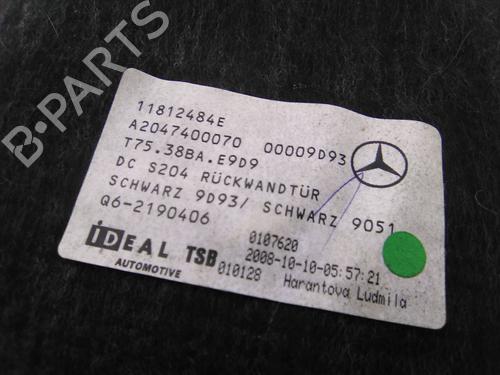 B-PARTS
11812484E
A2047400070 00009D93
T75.38BA.E9D9
DC S204 RÜCKWANDTÜR
SCHWARZ 9D93/ SCHWARZ 9051
Q6-2190406
iDEAL TSB
AUTOMOTIVE
0107620
2008-10-10-05:57:21
010128 Harantova Ludmila